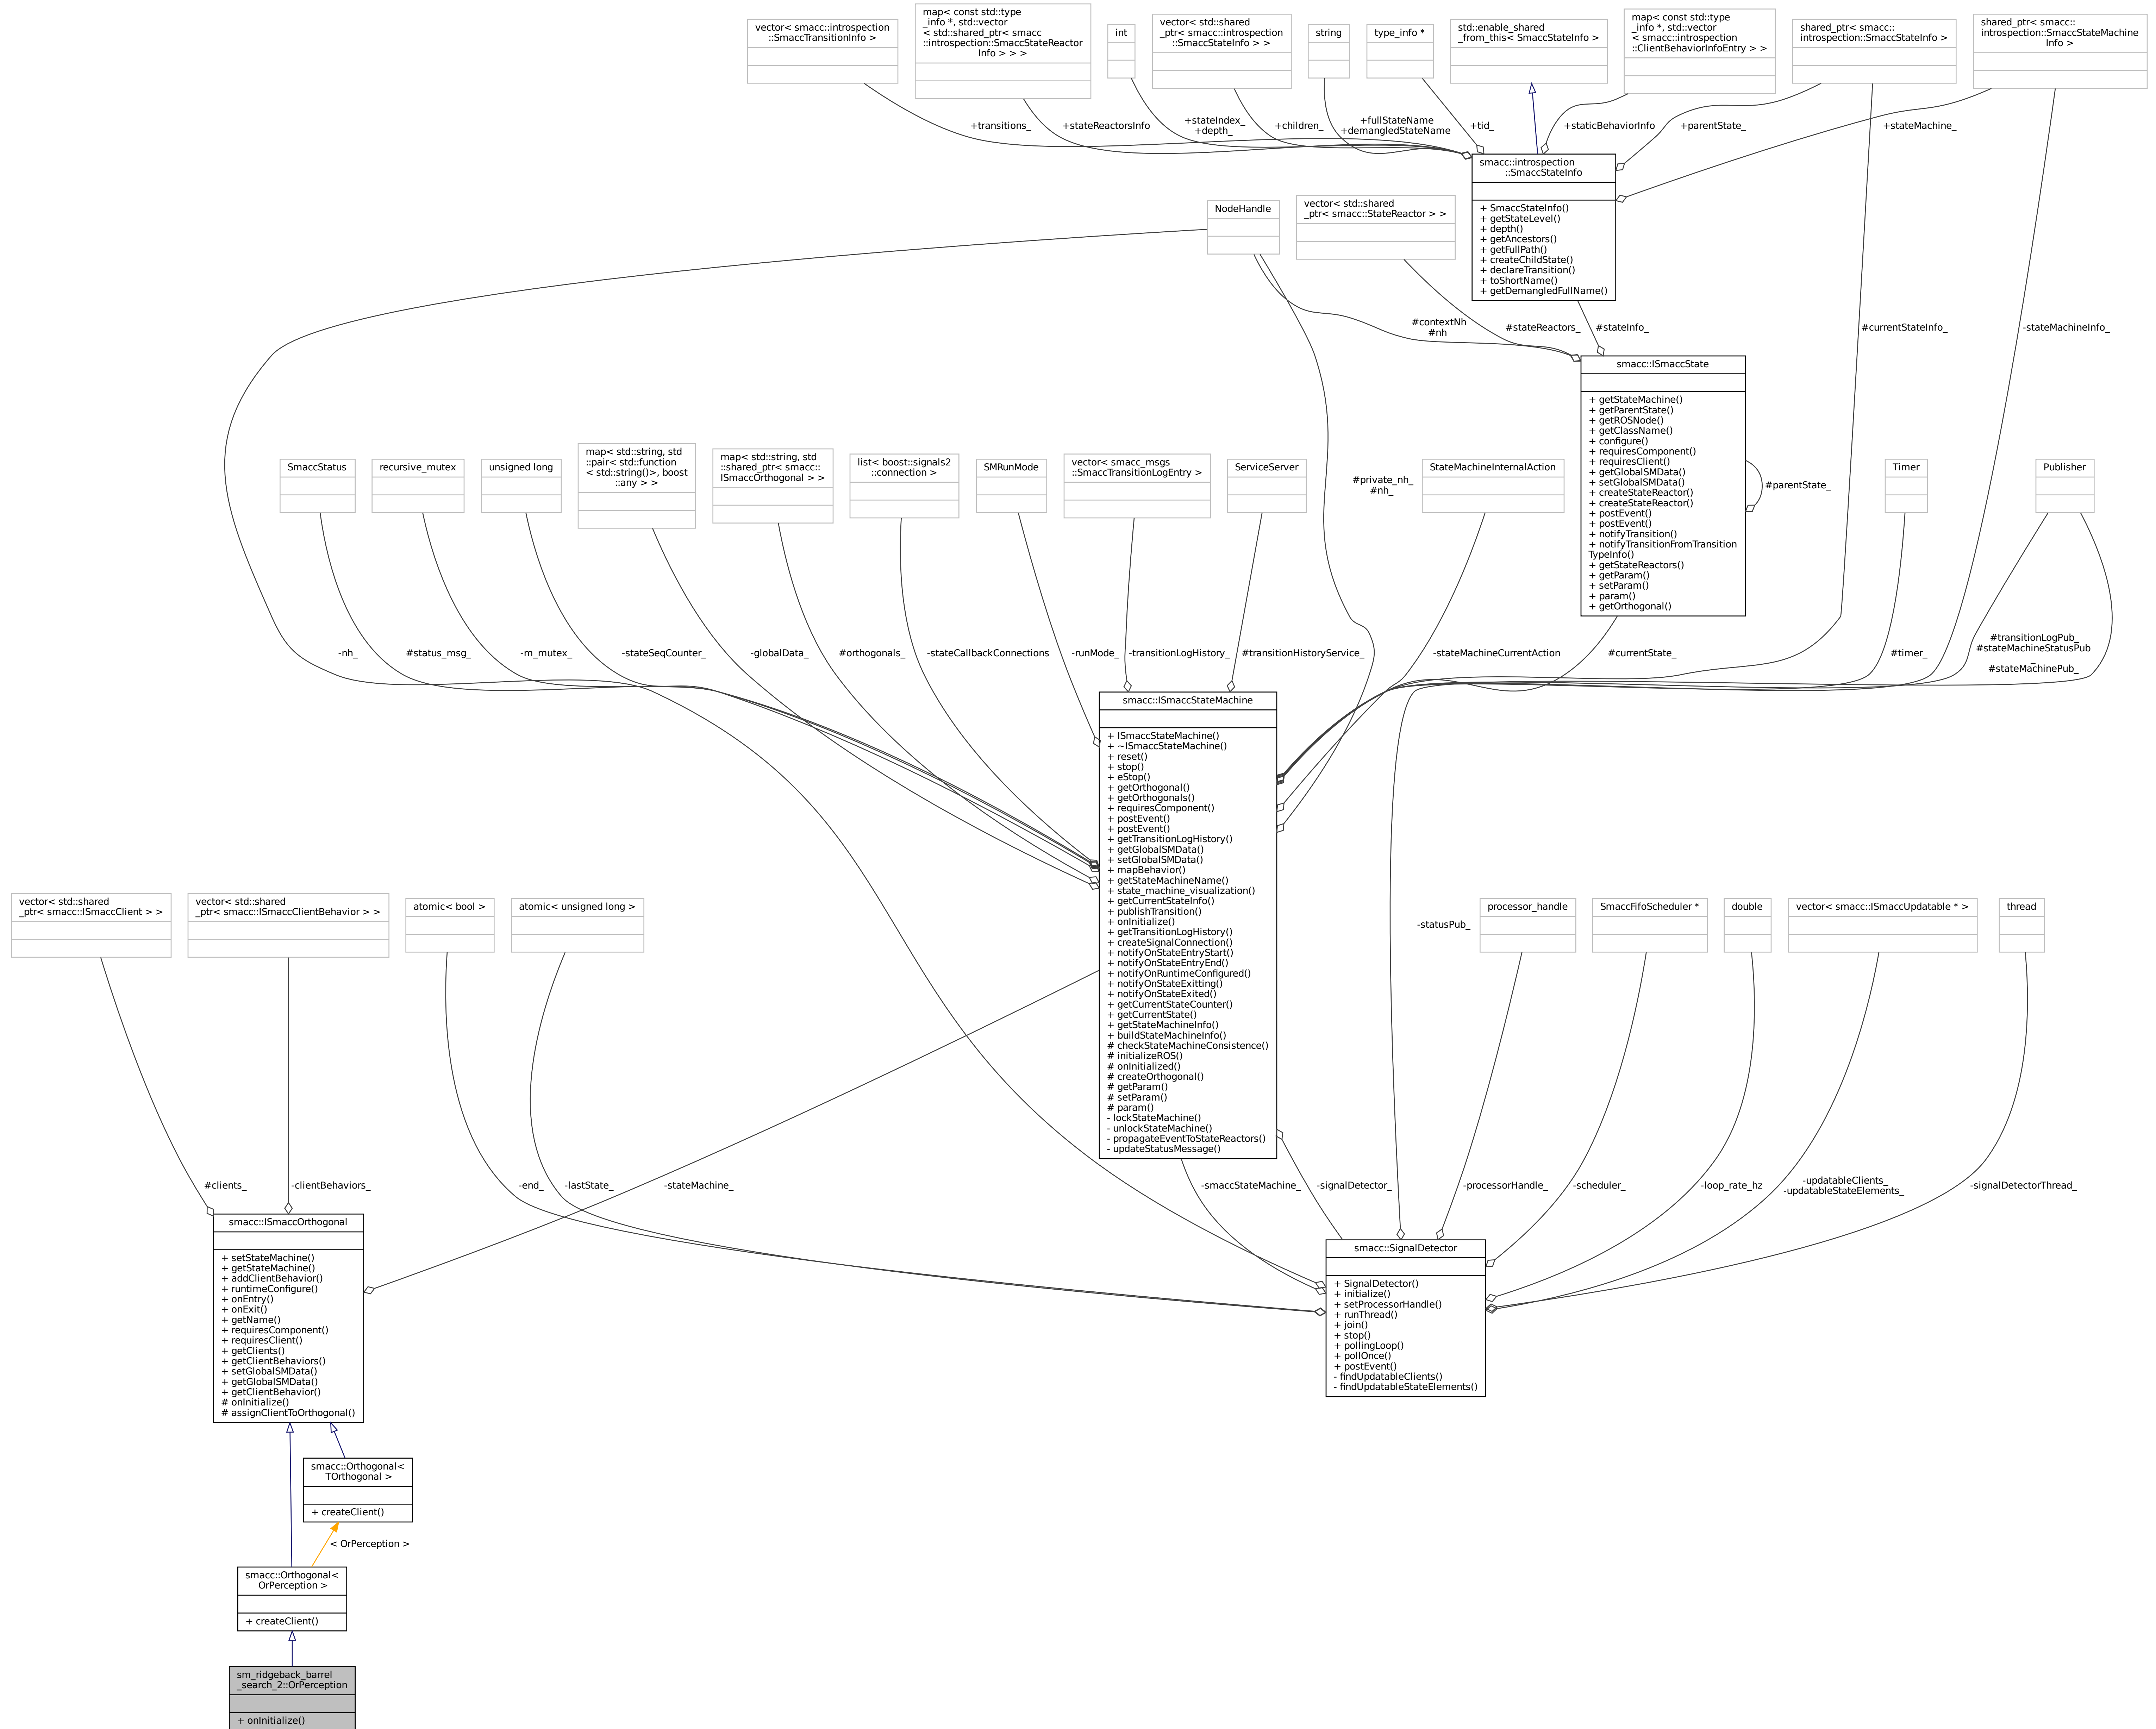 vector< smacc::introspection
::SmaccTransitionInfo >
map< const std::type
_info *, std::vector
< std::shared_ptr< smacc
::introspection::SmaccStateReactor
Info > > >
int
vector< std::shared
_ptr< smacc::introspection
::SmaccStateInfo > >
string
type_info *
std::enable_shared
_from_this< SmaccStateInfo >
map< const std::type
_info *, std::vector
< smacc::introspection
::ClientBehaviorInfoEntry > >
shared_ptr< smacc::
introspection::SmaccStateInfo >
shared_ptr< smacc::
introspection::SmaccStateMachine
Info >
+transitions_
+stateReactorsInfo
+stateIndex_
+depth_
+children_
+fullStateName
+demangledStateName
+tid_
+staticBehaviorInfo
+parentState_
+stateMachine_
smacc::introspection
::SmaccStateInfo
+ SmaccStateInfo()
+ getStateLevel()
+ depth()
+ getAncestors()
+ getFullPath()
+ createChildState()
+ declareTransition()
+ toShortName()
+ getDemangledFullName()
NodeHandle
vector< std::shared
_ptr< smacc::StateReactor > >
#contextNh
#nh
#stateReactors_
#stateInfo_
#currentStateInfo_
-stateMachineInfo_
smacc::ISmaccState
+ getStateMachine()
+ getParentState()
+ getROSNode()
+ getClassName()
+ configure()
+ requiresComponent()
+ requiresClient()
+ getGlobalSMData()
+ setGlobalSMData()
+ createStateReactor()
+ createStateReactor()
+ postEvent()
+ postEvent()
+ notifyTransition()
+ notifyTransitionFromTransition
TypeInfo()
+ getStateReactors()
+ getParam()
+ setParam()
+ param()
+ getOrthogonal()
#parentState_
SmaccStatus
recursive_mutex
unsigned long
map< std::string, std
::pair< std::function
< std::string()>, boost
::any > >
map< std::string, std
::shared_ptr< smacc::
ISmaccOrthogonal > >
list< boost::signals2
::connection >
SMRunMode
vector< smacc_msgs
::SmaccTransitionLogEntry >
ServiceServer
#private_nh_
#nh_
StateMachineInternalAction
Timer
Publisher
-nh_
#status_msg_
-m_mutex_
-stateSeqCounter_
-globalData_
#orthogonals_
-stateCallbackConnections
-runMode_
-transitionLogHistory_
#transitionHistoryService_
-stateMachineCurrentAction
#currentState_
#timer_
#transitionLogPub_
#stateMachineStatusPub
_
#stateMachinePub_
smacc::ISmaccStateMachine
+ ISmaccStateMachine()
+ ~ISmaccStateMachine()
+ reset()
+ stop()
+ eStop()
+ getOrthogonal()
+ getOrthogonals()
+ requiresComponent()
+ postEvent()
+ postEvent()
+ getTransitionLogHistory()
+ getGlobalSMData()
+ setGlobalSMData()
+ mapBehavior()
+ getStateMachineName()
+ state_machine_visualization()
+ getCurrentStateInfo()
+ publishTransition()
+ onInitialize()
+ getTransitionLogHistory()
+ createSignalConnection()
+ notifyOnStateEntryStart()
+ notifyOnStateEntryEnd()
+ notifyOnRuntimeConfigured()
+ notifyOnStateExitting()
+ notifyOnStateExited()
+ getCurrentStateCounter()
+ getCurrentState()
+ getStateMachineInfo()
+ buildStateMachineInfo()
# checkStateMachineConsistence()
# initializeROS()
# onInitialized()
# createOrthogonal()
# getParam()
# setParam()
# param()
- lockStateMachine()
- unlockStateMachine()
- propagateEventToStateReactors()
- updateStatusMessage()
vector< std::shared
_ptr< smacc::ISmaccClient > >
vector< std::shared
_ptr< smacc::ISmaccClientBehavior > >
atomic< bool >
atomic< unsigned long >
-statusPub_
processor_handle
SmaccFifoScheduler *
double
vector< smacc::ISmaccUpdatable * >
thread
#clients_
-clientBehaviors_
-end_
-lastState_
-stateMachine_
-smaccStateMachine_
-signalDetector_
-processorHandle_
-scheduler_
-loop_rate_hz
-updatableClients_
-updatableStateElements_
-signalDetectorThread_
smacc::ISmaccOrthogonal
+ setStateMachine()
+ getStateMachine()
+ addClientBehavior()
+ runtimeConfigure()
+ onEntry()
+ onExit()
+ getName()
+ requiresComponent()
+ requiresClient()
+ getClients()
+ getClientBehaviors()
+ setGlobalSMData()
+ getGlobalSMData()
+ getClientBehavior()
# onInitialize()
# assignClientToOrthogonal()
smacc::SignalDetector
+ SignalDetector()
+ initialize()
+ setProcessorHandle()
+ runThread()
+ join()
+ stop()
+ pollingLoop()
+ pollOnce()
+ postEvent()
- findUpdatableClients()
- findUpdatableStateElements()
smacc::Orthogonal<
TOrthogonal >
+ createClient()
< OrPerception >
smacc::Orthogonal<
OrPerception >
+ createClient()
sm_ridgeback_barrel
_search_2::OrPerception
+ onInitialize()